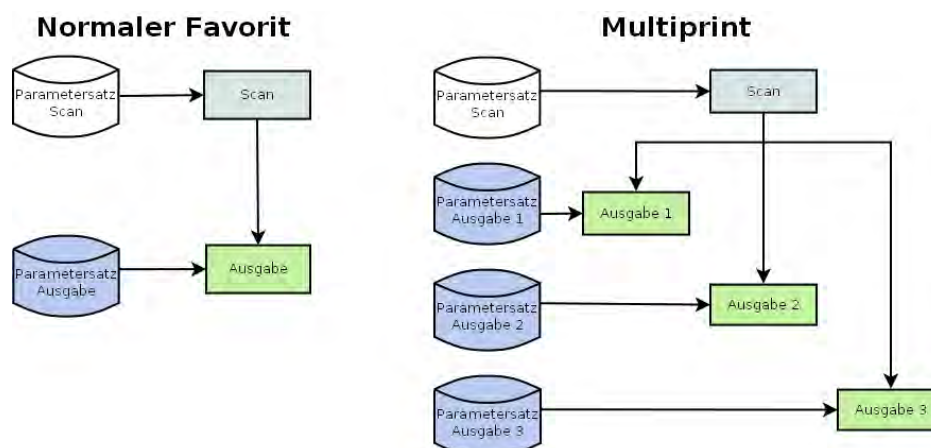 Normaler Favorit
Parametersatz
Scan
Scan
Parametersatz
Ausgabe
Ausgabe
Multiprint
Parametersatz
Scan
Scan
Parametersatz
Ausgabe 1
Ausgabe 1
Parametersatz
Ausgabe 2
Ausgabe 2
Parametersatz
Ausgabe 3
Ausgabe 3